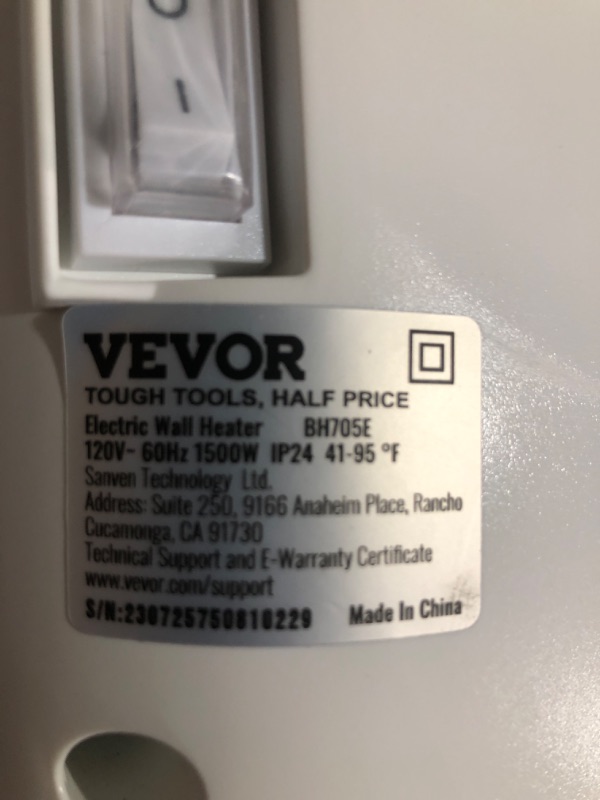 O
I
VEVOR
TOUGH TOOLS, HALF PRICE
Electric Wall Heater BH705E
120V~ 60Hz 1500W IP24 41-95 °F
Sanven Technology Ltd.
Address: Suite 250, 9166 Anaheim Place, Rancho
Cucamonga, CA 91730
Technical Support and E-Warranty Certificate
www.vevor.com/support
S/N:230725750810229 Made In China